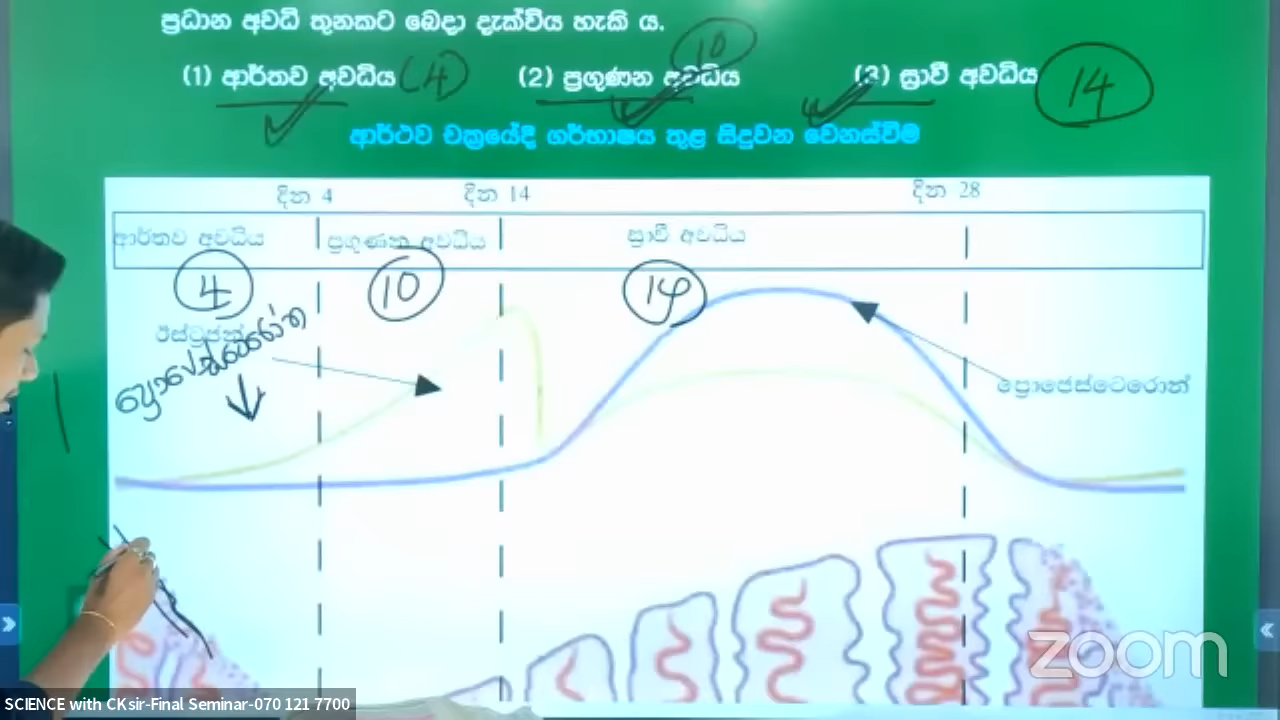 ප්‍රධාන අවධි තුනකට බෙදා දැක්විය හැකි ය.
10
(1) ආර්තව අවධිය (4) (2) ප්‍රගුණන අවධිය (3) ස්‍රාවී අවධිය 14
ආර්ථව චක්‍රයේදී ගර්භාෂය තුළ සිදුවන වෙනස්වීම්
දින 4 දින 14 දින 28
ආර්තව අවධිය ප්‍රගුණන අවධිය ස්‍රාවී අවධිය
4 10 14
ඊස්ට්‍රජන්
ප්‍රොජෙස්ටෙරොන්
zoom
SCIENCE with CKsir-Final Seminar-070 121 7700